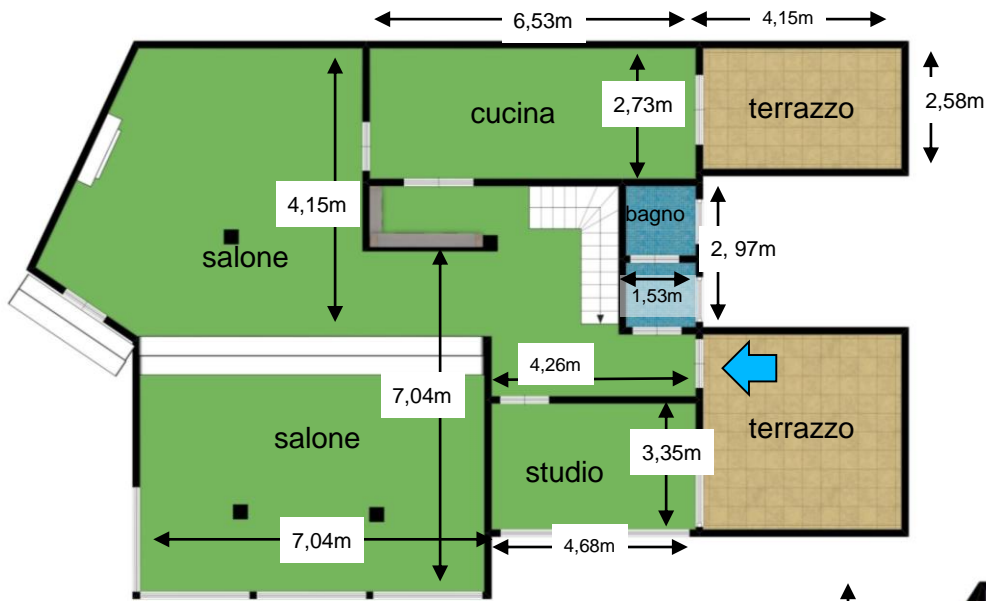 6,53m
4,15m
cucina
2,73m
terrazzo
2,58m
4,15m
salone
bagno
2, 97m
1,53m
4,26m
7,04m
salone
3,35m
terrazzo
studio
7,04m
4,68m